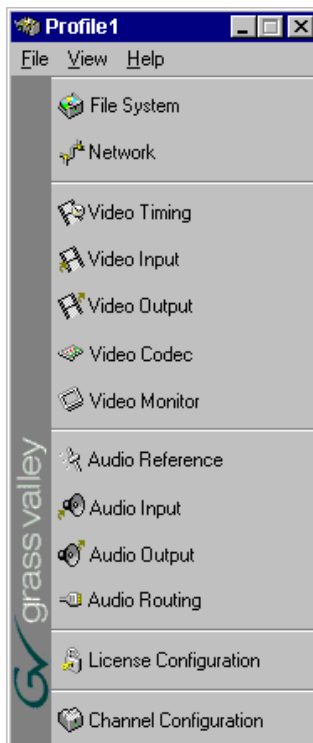 Profile1
File View Help
File System
Network
Video Timing
Video Input
Video Output
Video Codec
Video Monitor
Audio Reference
Audio Input
Audio Output
Audio Routing
License Configuration
Channel Configuration
grass valley